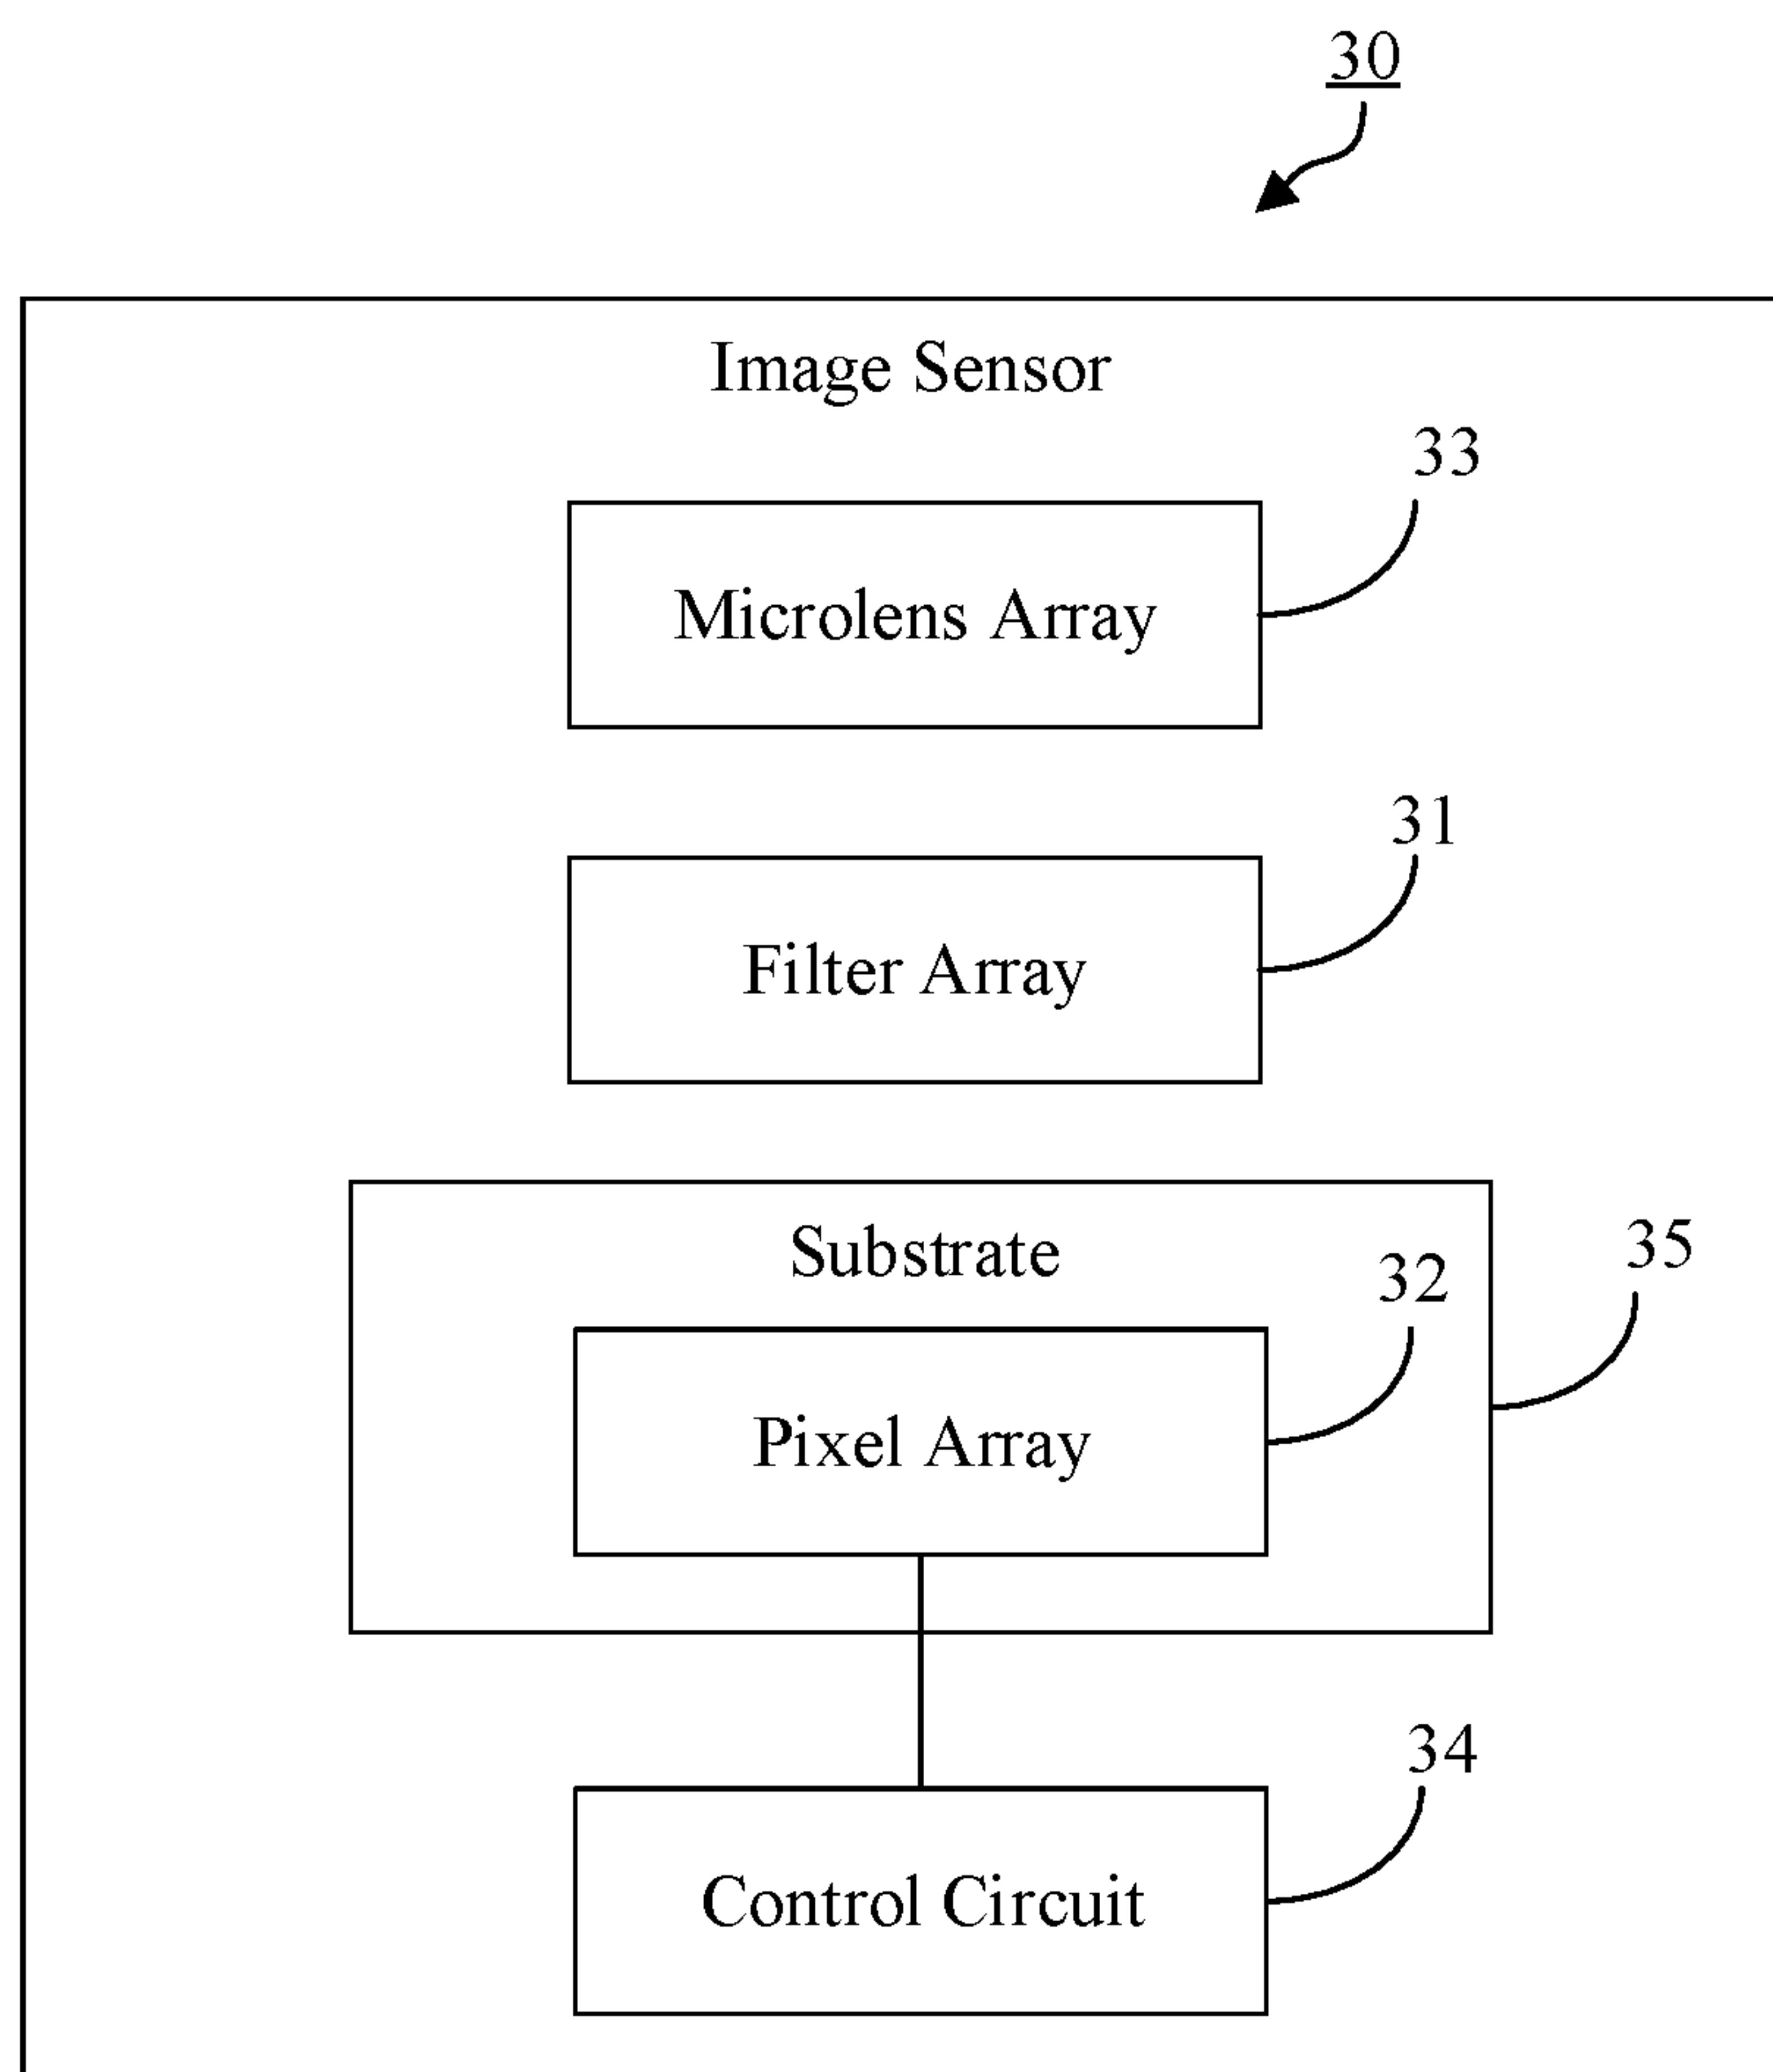 30
Image Sensor
33
Microlens Array
31
Filter Array
Substrate
35
32
Pixel Array
34
Control Circuit